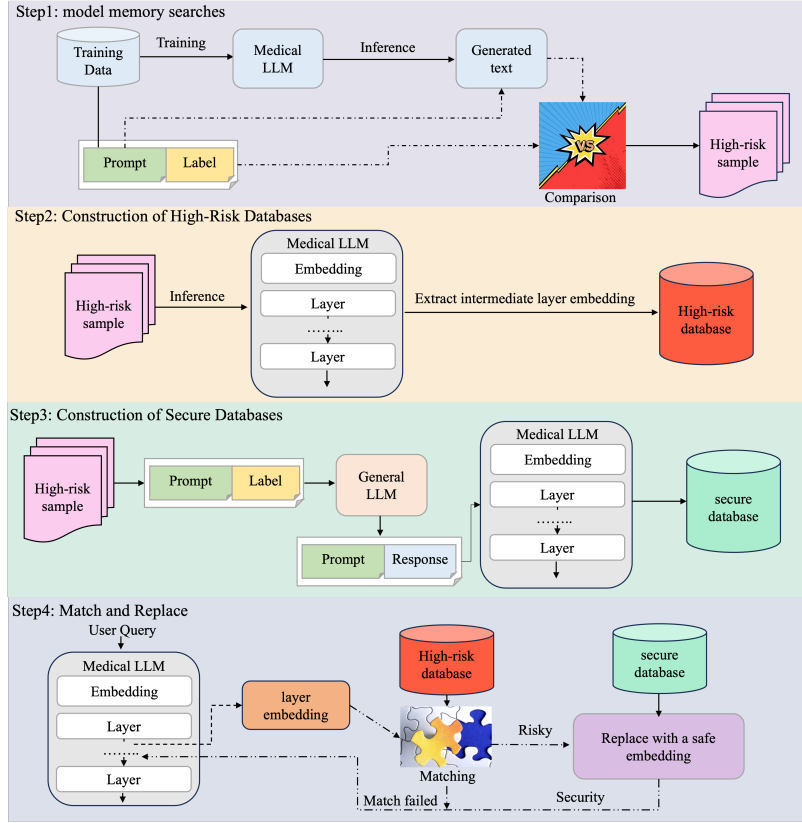 Step1: model memory searches
Training
Data
Training
Medical
LLM
Inference
Generated
text
Prompt
Label
VS
Comparison
High-risk
sample
Step2: Construction of High-Risk Databases
High-risk
sample
Inference
Medical LLM
Embedding
Layer
........
Layer
Extract intermediate layer embedding
High-risk
database
Step3: Construction of Secure Databases
High-risk
sample
Prompt
Label
General
LLM
Prompt
Response
Medical LLM
Embedding
Layer
........
Layer
secure
database
Step4: Match and Replace
User Query
Medical LLM
Embedding
Layer
........
Layer
layer
embedding
High-risk
database
Matching
Risky
secure
database
Replace with a safe
embedding
Match failed
Security